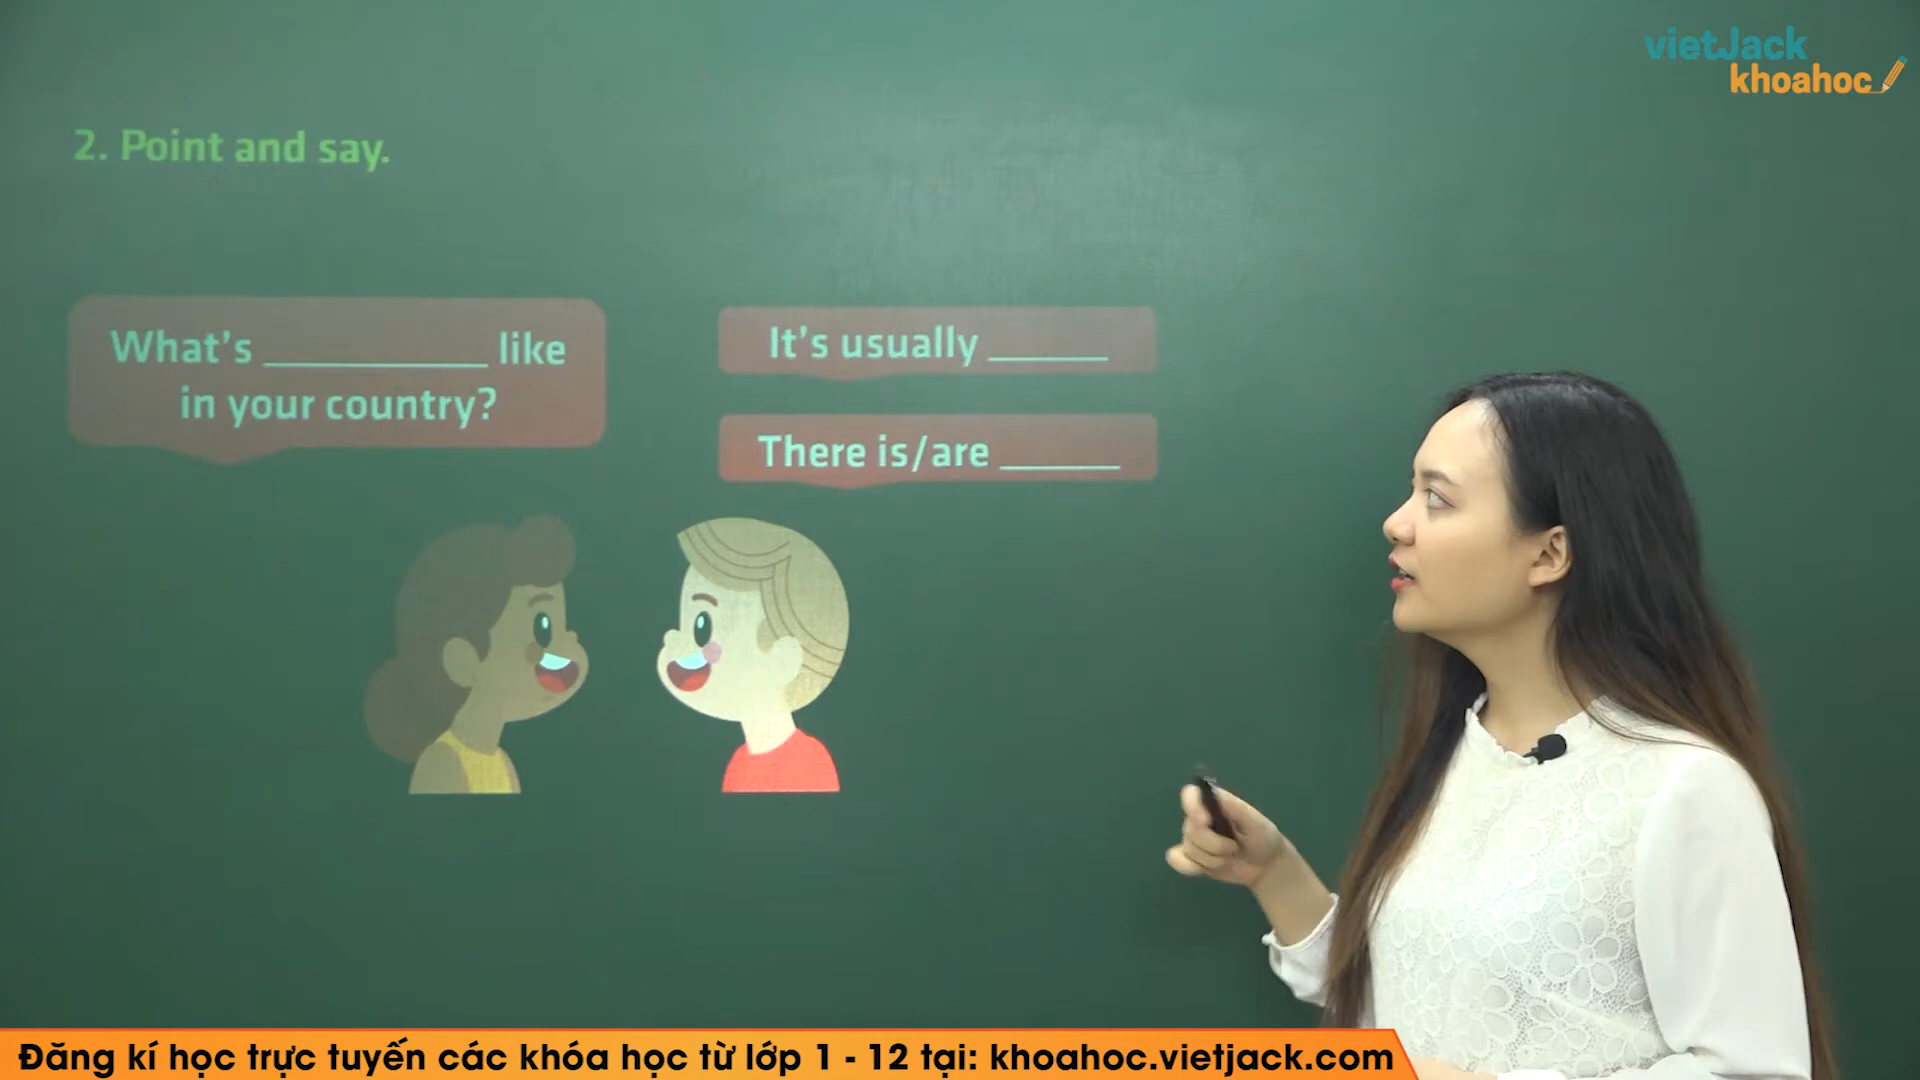 vietJack
khoahoc
2. Point and say.
What's __________ like
in your country?
It's usually ______
There is/are ______
Đăng kí học trực tuyến các khóa học từ lớp 1 - 12 tại: khoahoc.vietjack.com